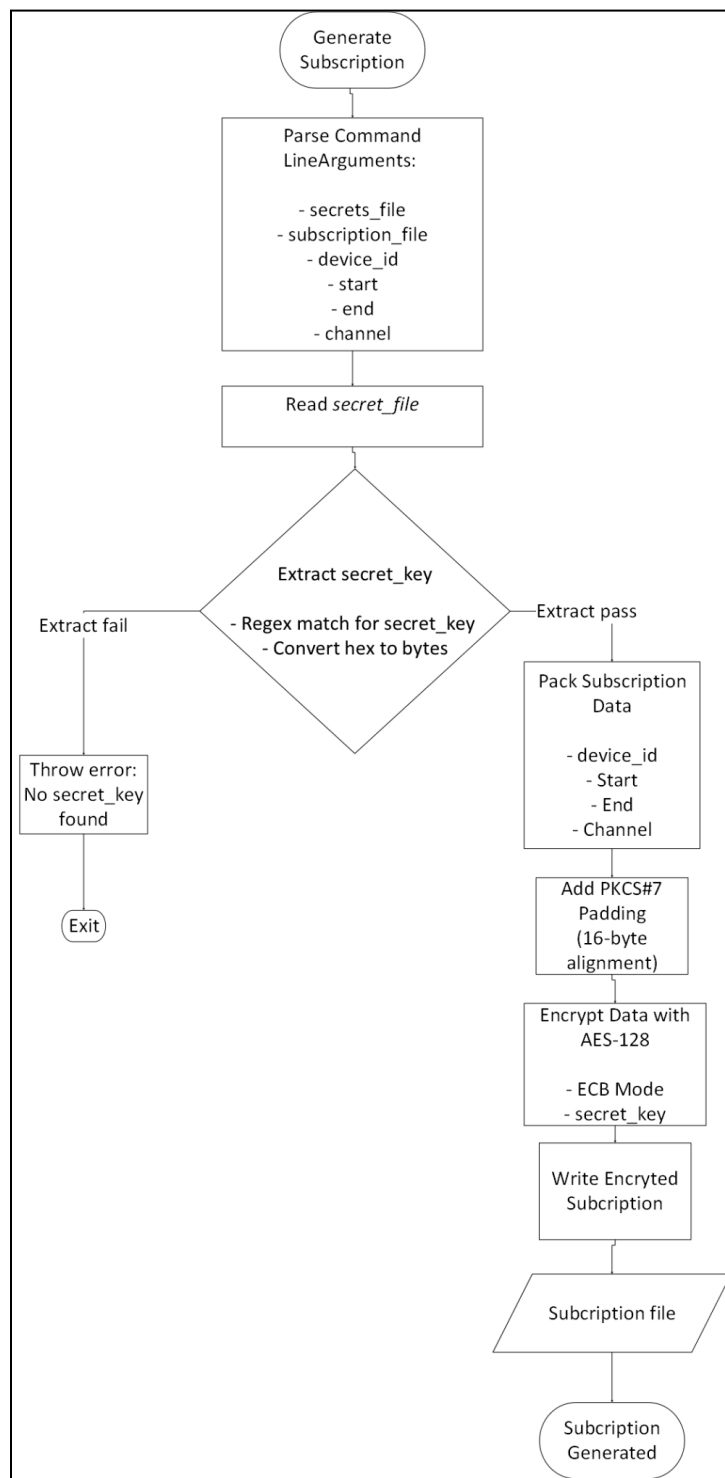 Generate
Subscription
Parse Command
LineArguments:
- secrets_file
- subscription_file
- device_id
- start
- end
- channel
Read secret_file
Extract secret_key
- Regex match for secret_key
- Convert hex to bytes
Extract fail
Extract pass
Throw error:
No secret_key
found
Exit
Pack Subscription
Data
- device_id
- Start
- End
- Channel
Add PKCS#7
Padding
(16-byte
alignment)
Encrypt Data with
AES-128
- ECB Mode
- secret_key
Write Encryted
Subcription
Subcription file
Subcription
Generated